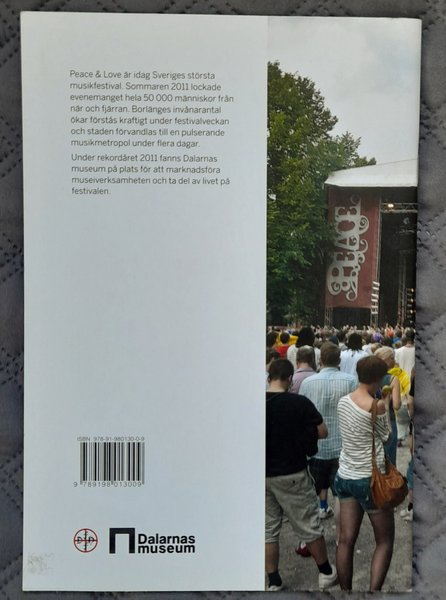 Peace & Love är idag Sveriges största
musikfestival. Sommaren 2011 lockade
evenemanget hela 50 000 människor från
när och fjärran. Borlänges invånarantal
ökar förstås kraftigt under festivalveckan
och staden förvandlas till en pulserande
musikmetropol under flera dagar.
Under rekordåret 2011 fanns Dalarnas
museum på plats för att marknadsföra
museiverksamheten och ta del av livet på
festivalen.
PEACE
ISBN 978-91-980130-0-9
9789198013009
Dalarnas
museum